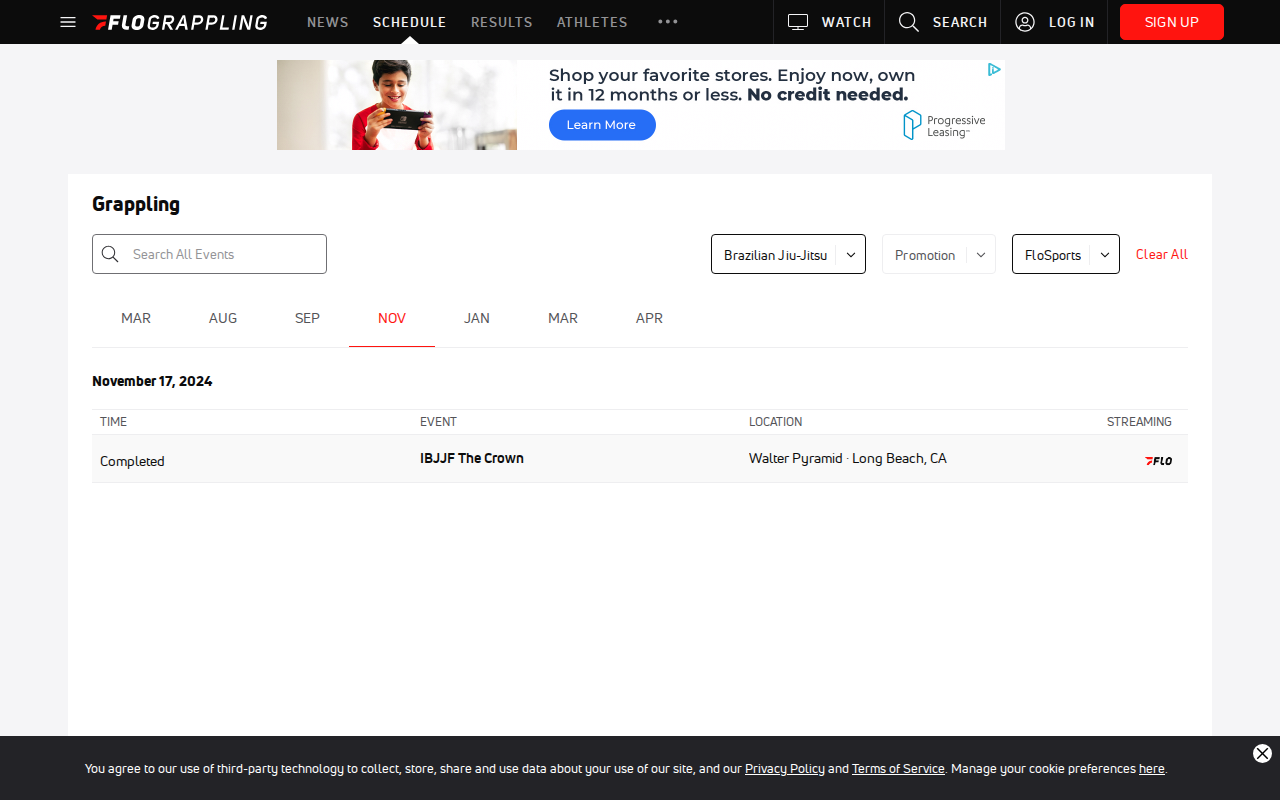 FLOGRAPPLING NEWS SCHEDULE RESULTS ATHLETES ••• WATCH SEARCH LOG IN SIGN UP
Shop your favorite stores. Enjoy now, own
it in 12 months or less. No credit needed.
Learn More
Progressive
Leasing
Grappling
Search All Events
Brazilian Jiu-Jitsu Promotion FloSports Clear All
MAR AUG SEP NOV JAN MAR APR
November 17, 2024
TIME EVENT LOCATION STREAMING
Completed IBJJF The Crown Walter Pyramid · Long Beach, CA FLO
You agree to our use of third-party technology to collect, store, share and use data about your use of our site, and our Privacy Policy and Terms of Service. Manage your cookie preferences here.